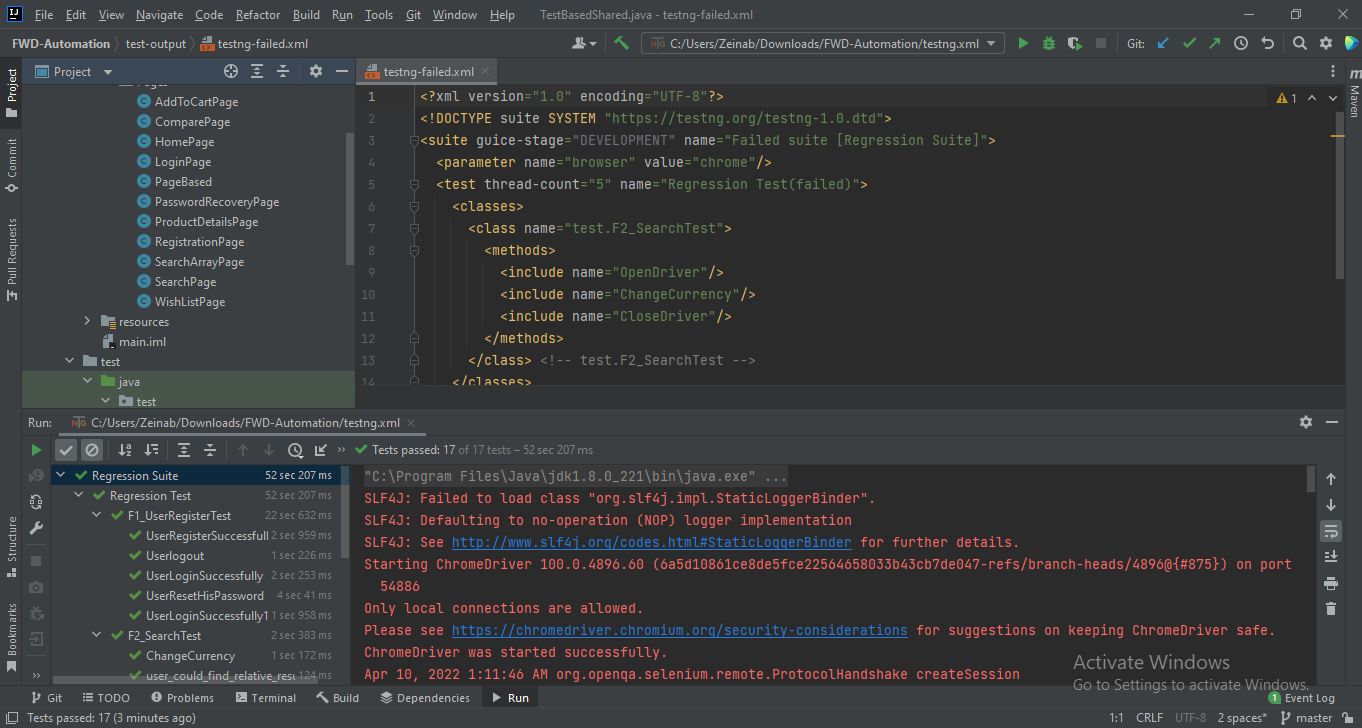 File Edit View Navigate Code Refactor Build Run Tools Git Window Help TestBasedShared.java - testng-failed.xml
FWD-Automation test-output testng-failed.xml C:/Users/Zeinab/Downloads/FWD-Automation/testng.xml Git:
Project
Commit
Pull Requests
Structure
Bookmarks
Project
Pages
AddToCartPage
ComparePage
HomePage
LoginPage
PageBased
PasswordRecoveryPage
ProductDetailsPage
RegistrationPage
SearchArrayPage
SearchPage
WishListPage
resources
main.iml
test
java
test
testng-failed.xml
1 <?xml version="1.0" encoding="UTF-8"?>
2 <!DOCTYPE suite SYSTEM "https://testng.org/testng-1.0.dtd">
3 <suite guice-stage="DEVELOPMENT" name="Failed suite [Regression Suite]">
4 <parameter name="browser" value="chrome"/>
5 <test thread-count="5" name="Regression Test(failed)">
6 <classes>
7 <class name="test.F2_SearchTest">
8 <methods>
9 <include name="OpenDriver"/>
10 <include name="ChangeCurrency"/>
11 <include name="CloseDriver"/>
12 </methods>
13 </class> <!-- test.F2_SearchTest -->
14 </classes>
1
Maven
Run: C:/Users/Zeinab/Downloads/FWD-Automation/testng.xml
Tests passed: 17 of 17 tests – 52 sec 207 ms
Regression Suite 52 sec 207 ms
Regression Test 52 sec 207 ms
F1_UserRegisterTest 22 sec 632 ms
UserRegisterSuccessfull 2 sec 959 ms
Userlogout 1 sec 226 ms
UserLoginSuccessfully 2 sec 253 ms
UserResetHisPassword 4 sec 41 ms
UserLoginSuccessfully1 1 sec 958 ms
F2_SearchTest 2 sec 383 ms
ChangeCurrency 1 sec 172 ms
user_could_find_relative_resu 124 ms
"C:\Program Files\Java\jdk1.8.0_221\bin\java.exe" ...
SLF4J: Failed to load class "org.slf4j.impl.StaticLoggerBinder".
SLF4J: Defaulting to no-operation (NOP) logger implementation
SLF4J: See http://www.slf4j.org/codes.html#StaticLoggerBinder for further details.
Starting ChromeDriver 100.0.4896.60 (6a5d10861ce8de5fce22564658033b43cb7de047-refs/branch-heads/4896@{#875}) on port
54886
Only local connections are allowed.
Please see https://chromedriver.chromium.org/security-considerations for suggestions on keeping ChromeDriver safe.
ChromeDriver was started successfully.
Apr 10, 2022 1:11:46 AM org.openqa.selenium.remote.ProtocolHandshake createSession
Activate Windows
Go to Settings to activate Windows.
Git TODO Problems Terminal Build Dependencies Run 1 Event Log
Tests passed: 17 (3 minutes ago) 1:1 CRLF UTF-8 2 spaces* master